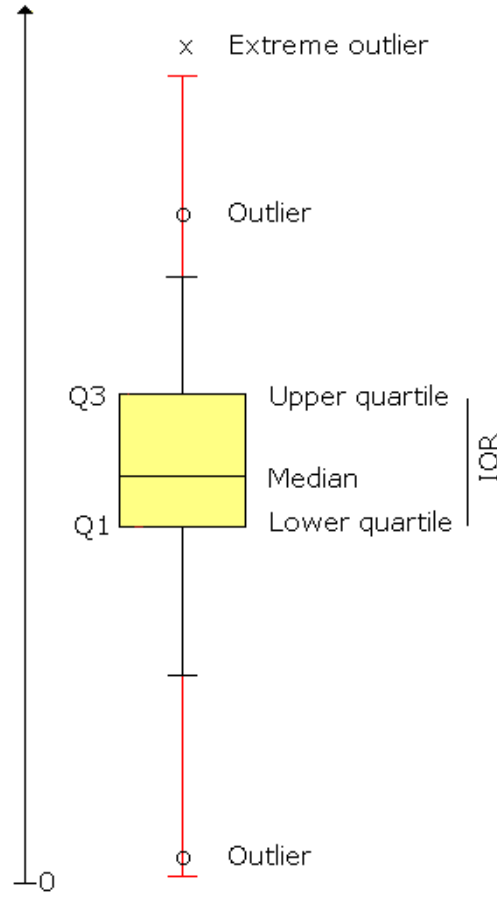 x Extreme outlier
Outlier
Q3
Upper quartile
IQR
Median
Q1
Lower quartile
Outlier
0